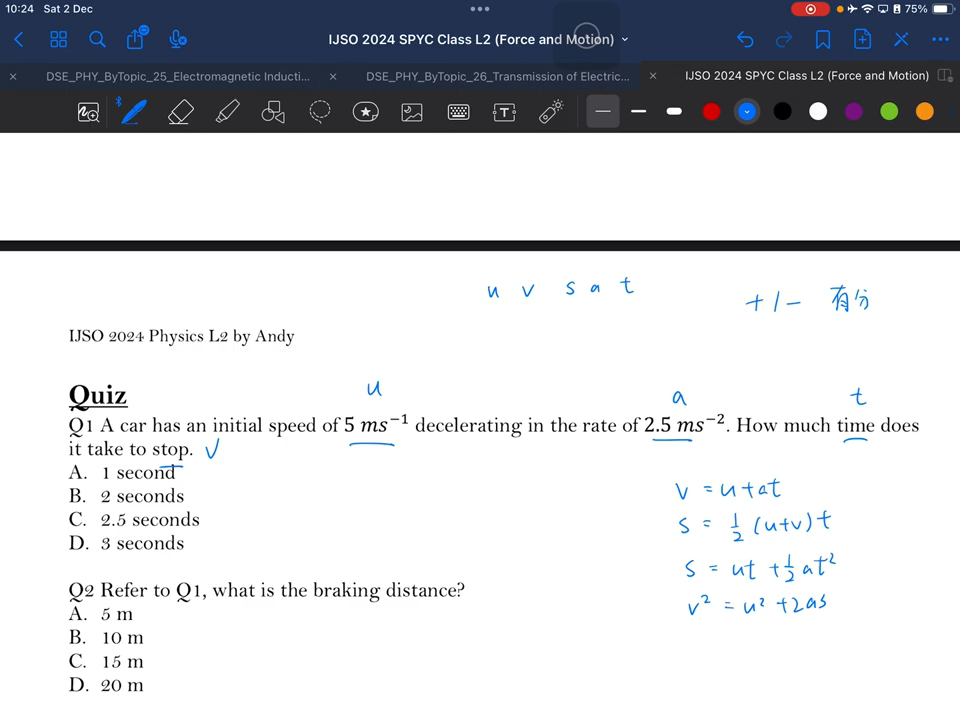 10:24 Sat 2 Dec
75%
IJSO 2024 SPYC Class L2 (Force and Motion)
DSE_PHY_ByTopic_25_Electromagnetic Inducti...
DSE_PHY_ByTopic_26_Transmission of Electric...
IJSO 2024 SPYC Class L2 (Force and Motion)
u v s a t
+/- 有分
IJSO 2024 Physics L2 by Andy
Quiz
u a t
Q1 A car has an initial speed of 5 ms⁻¹ decelerating in the rate of 2.5 ms⁻². How much time does
it take to stop. v
A. 1 second
B. 2 seconds
C. 2.5 seconds
D. 3 seconds
v = u+at
s = ½ (u+v) t
s = ut + ½ at²
v² = u² + 2as
Q2 Refer to Q1, what is the braking distance?
A. 5 m
B. 10 m
C. 15 m
D. 20 m